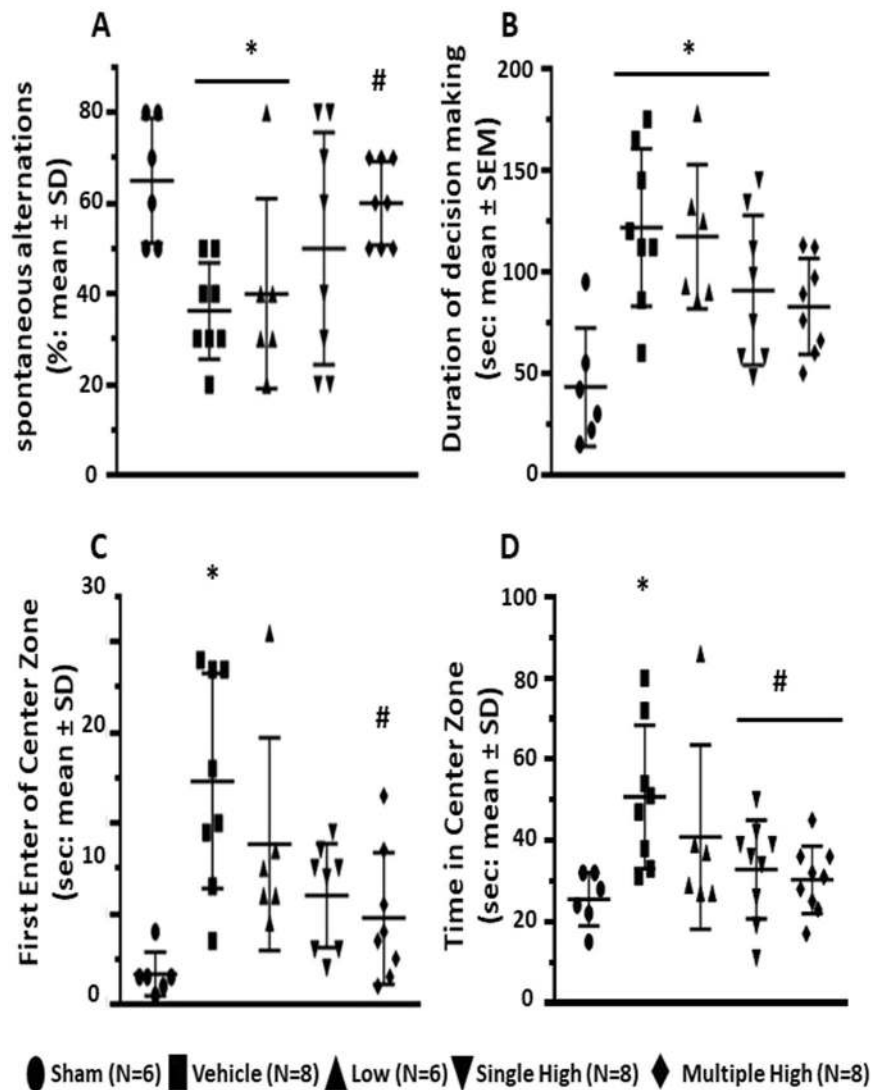 A
*
#
spontaneous alternations
(%: mean ± SD)
80
60
40
20
0
B
*
Duration of decision making
(sec: mean ± SEM)
200
150
100
50
0
C
*
#
First Enter of Center Zone
(sec: mean ± SD)
30
20
10
0
D
*
#
Time in Center Zone
(sec: mean ± SD)
100
80
60
40
20
0
Sham (N=6) Vehicle (N=8) Low (N=6) Single High (N=8) Multiple High (N=8)